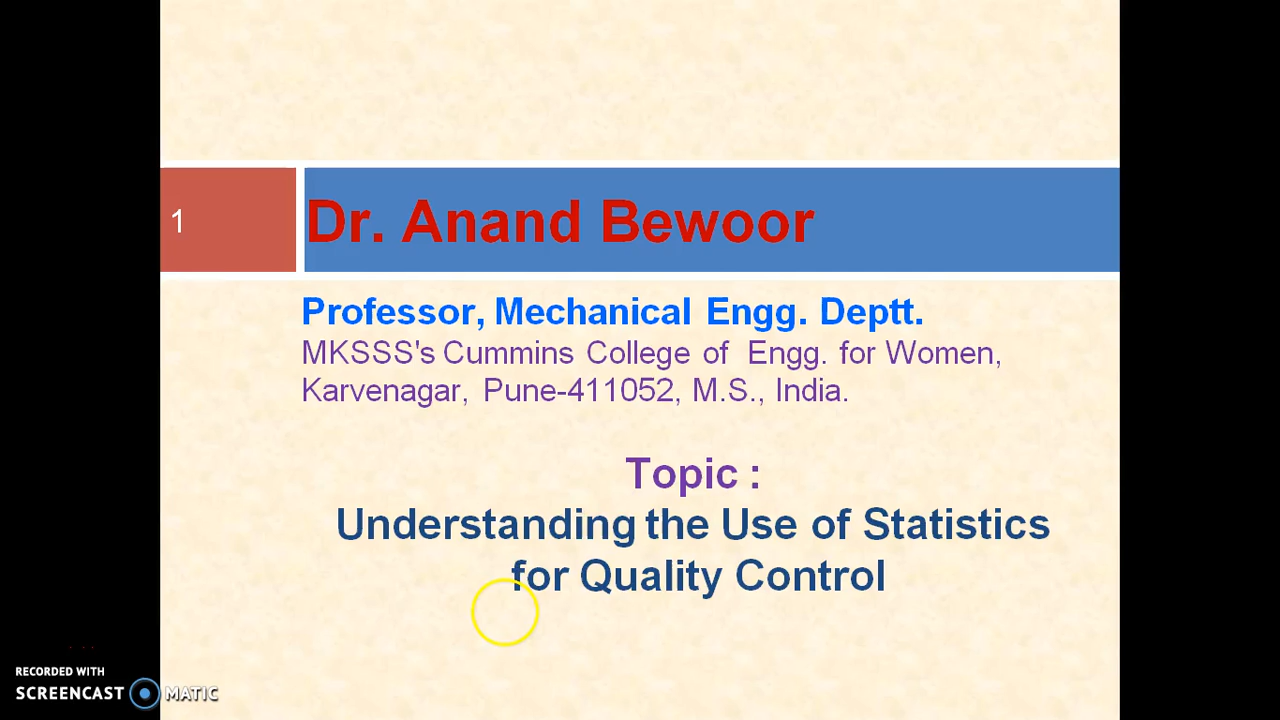 1
Dr. Anand Bewoor
Professor, Mechanical Engg. Deptt.
MKSSS's Cummins College of Engg. for Women,
Karvenagar, Pune-411052, M.S., India.
Topic :
Understanding the Use of Statistics
for Quality Control
RECORDED WITH
SCREENCAST MATIC